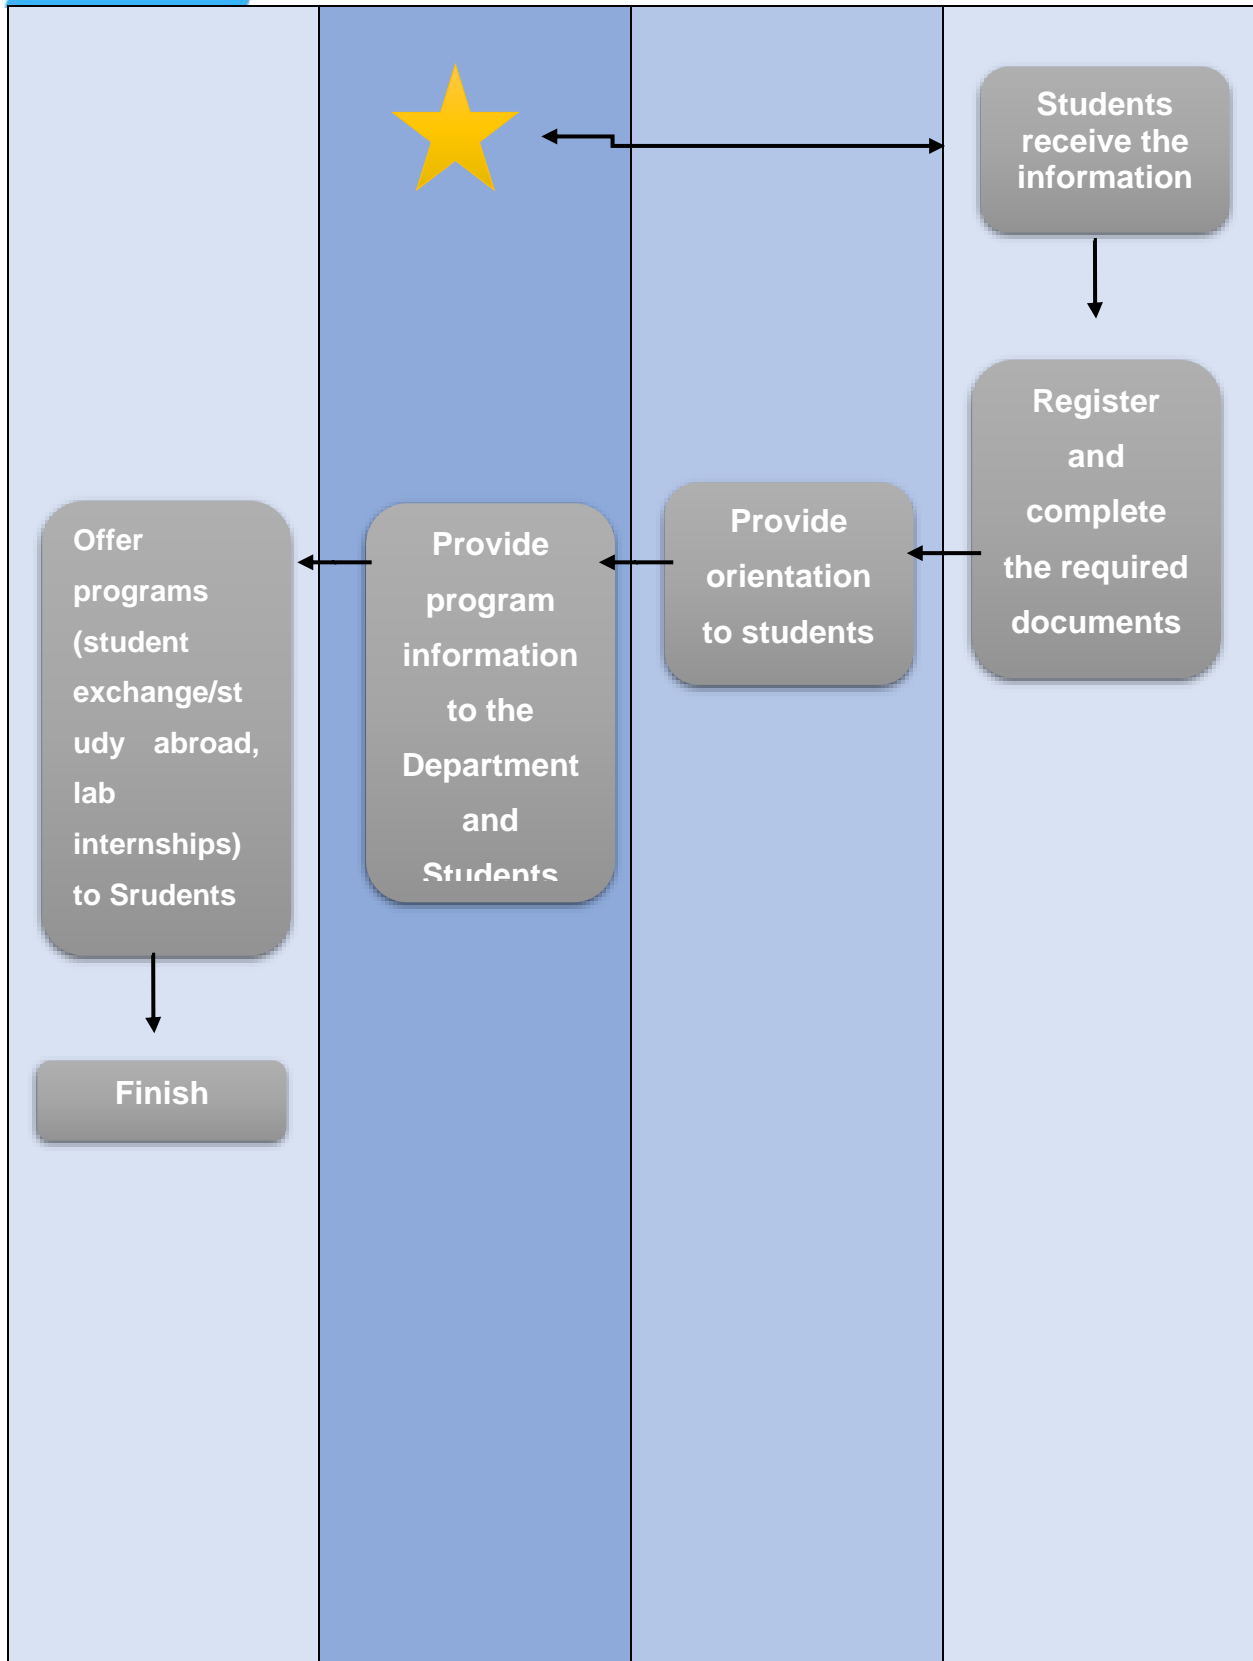 Students
receive the
information
Register
and
complete
the required
documents
Provide
orientation
to students
Provide
program
information
to the
Department
and
Students
Offer
programs
(student
exchange/st
udy abroad,
lab
internships)
to Srudents
Finish